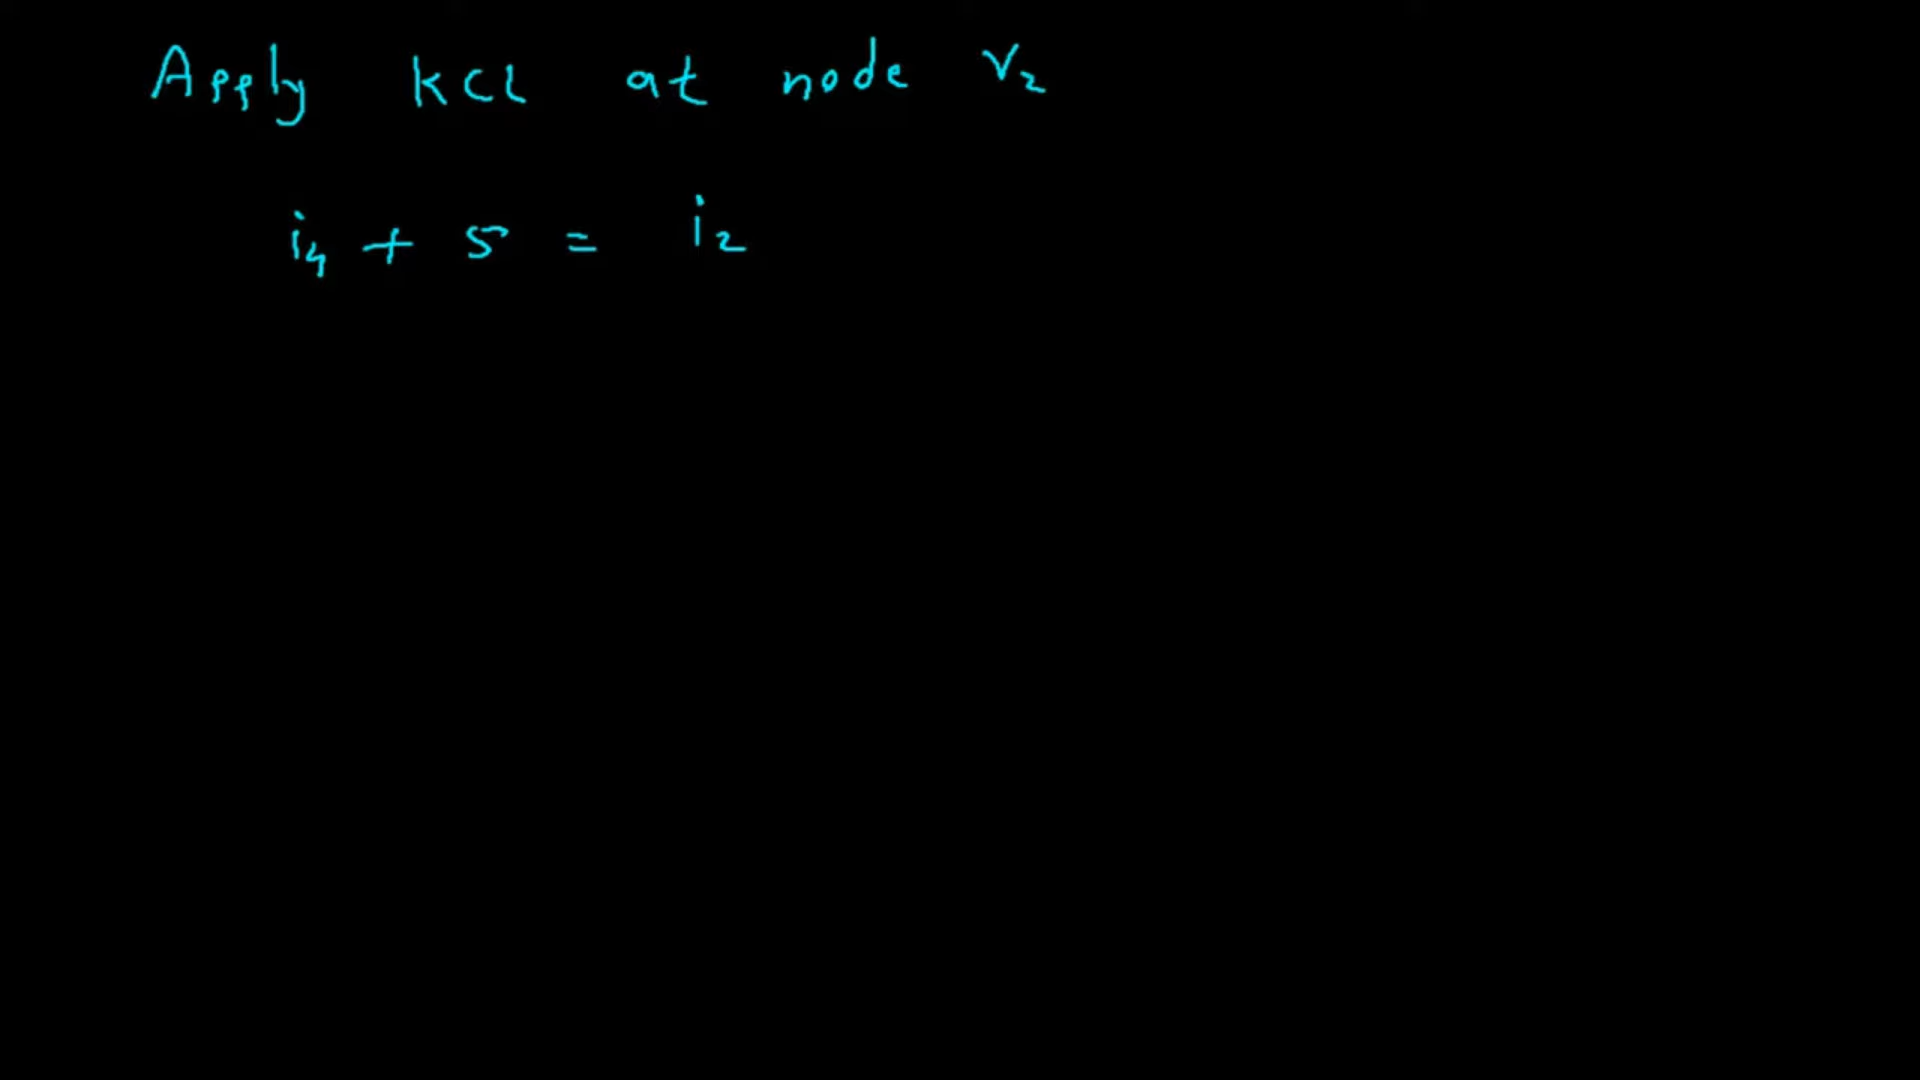 Apply KCL at node V₂
i₄ + 5 = i₂